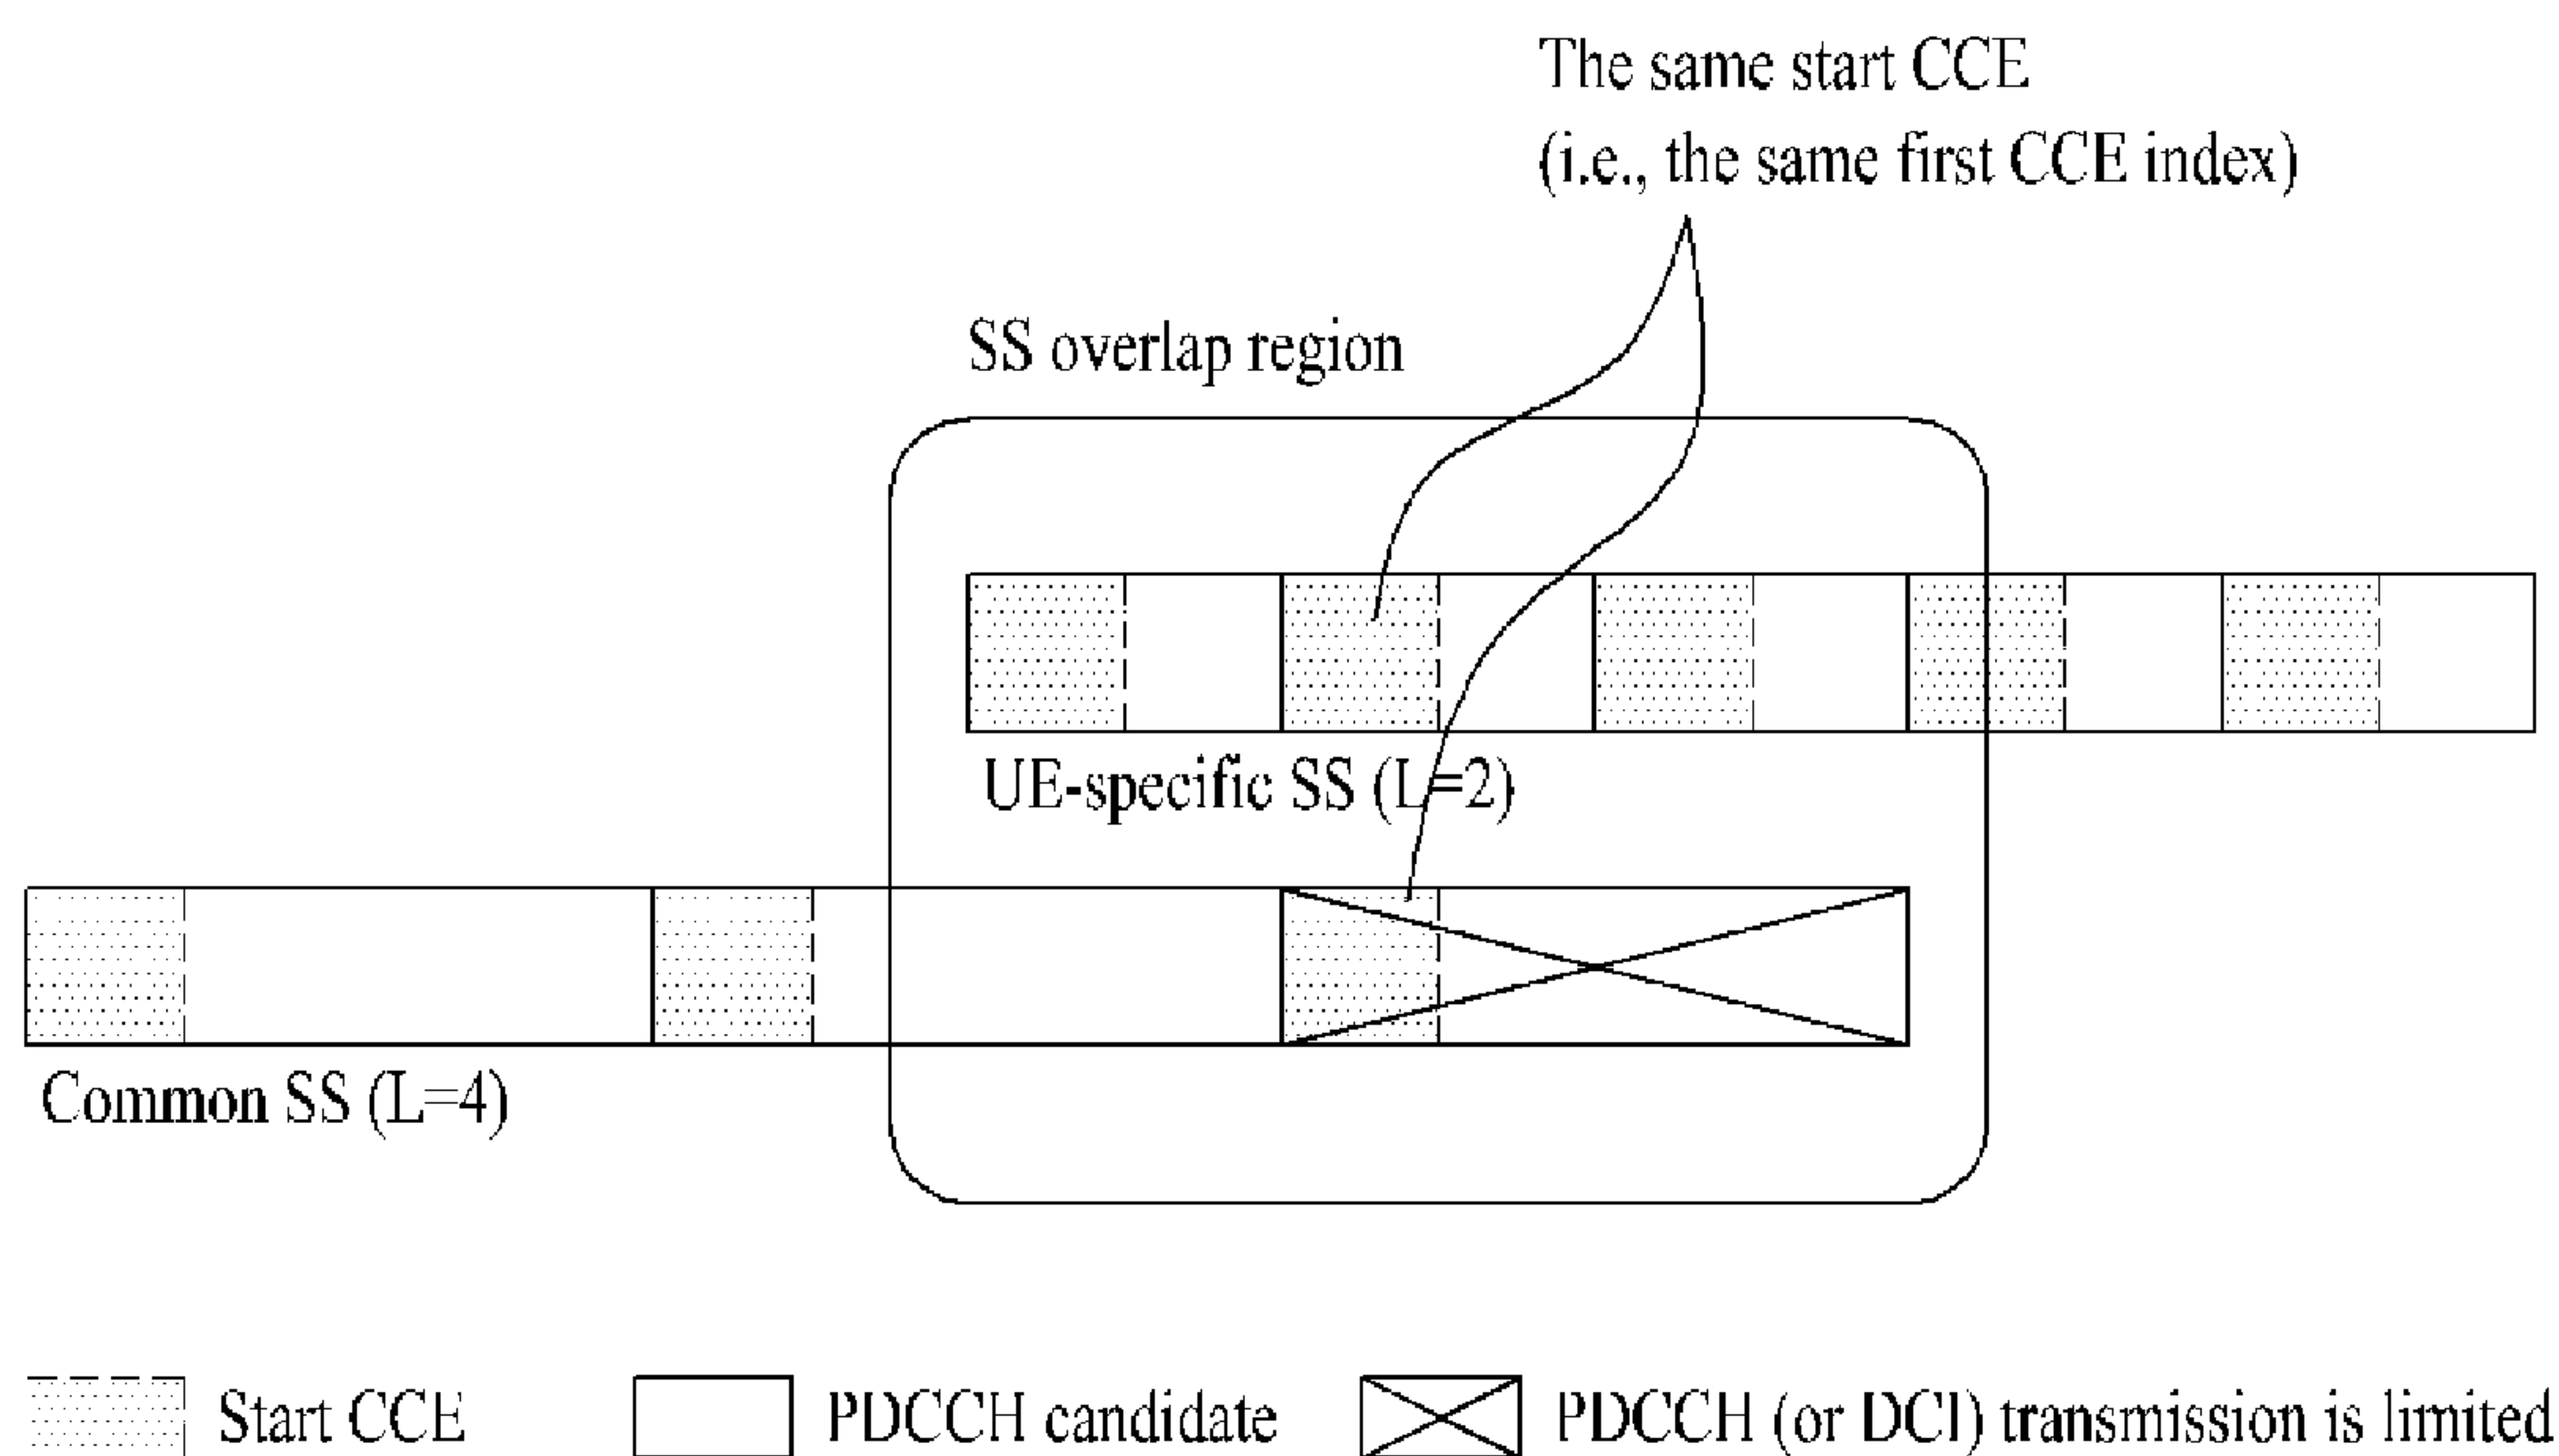 The same start CCE
(i.e., the same first CCE index)
SS overlap region
UE-specific SS (L=2)
Common SS (L=4)
Start CCE
PDCCH candidate
PDCCH (or DCI) transmission is limited